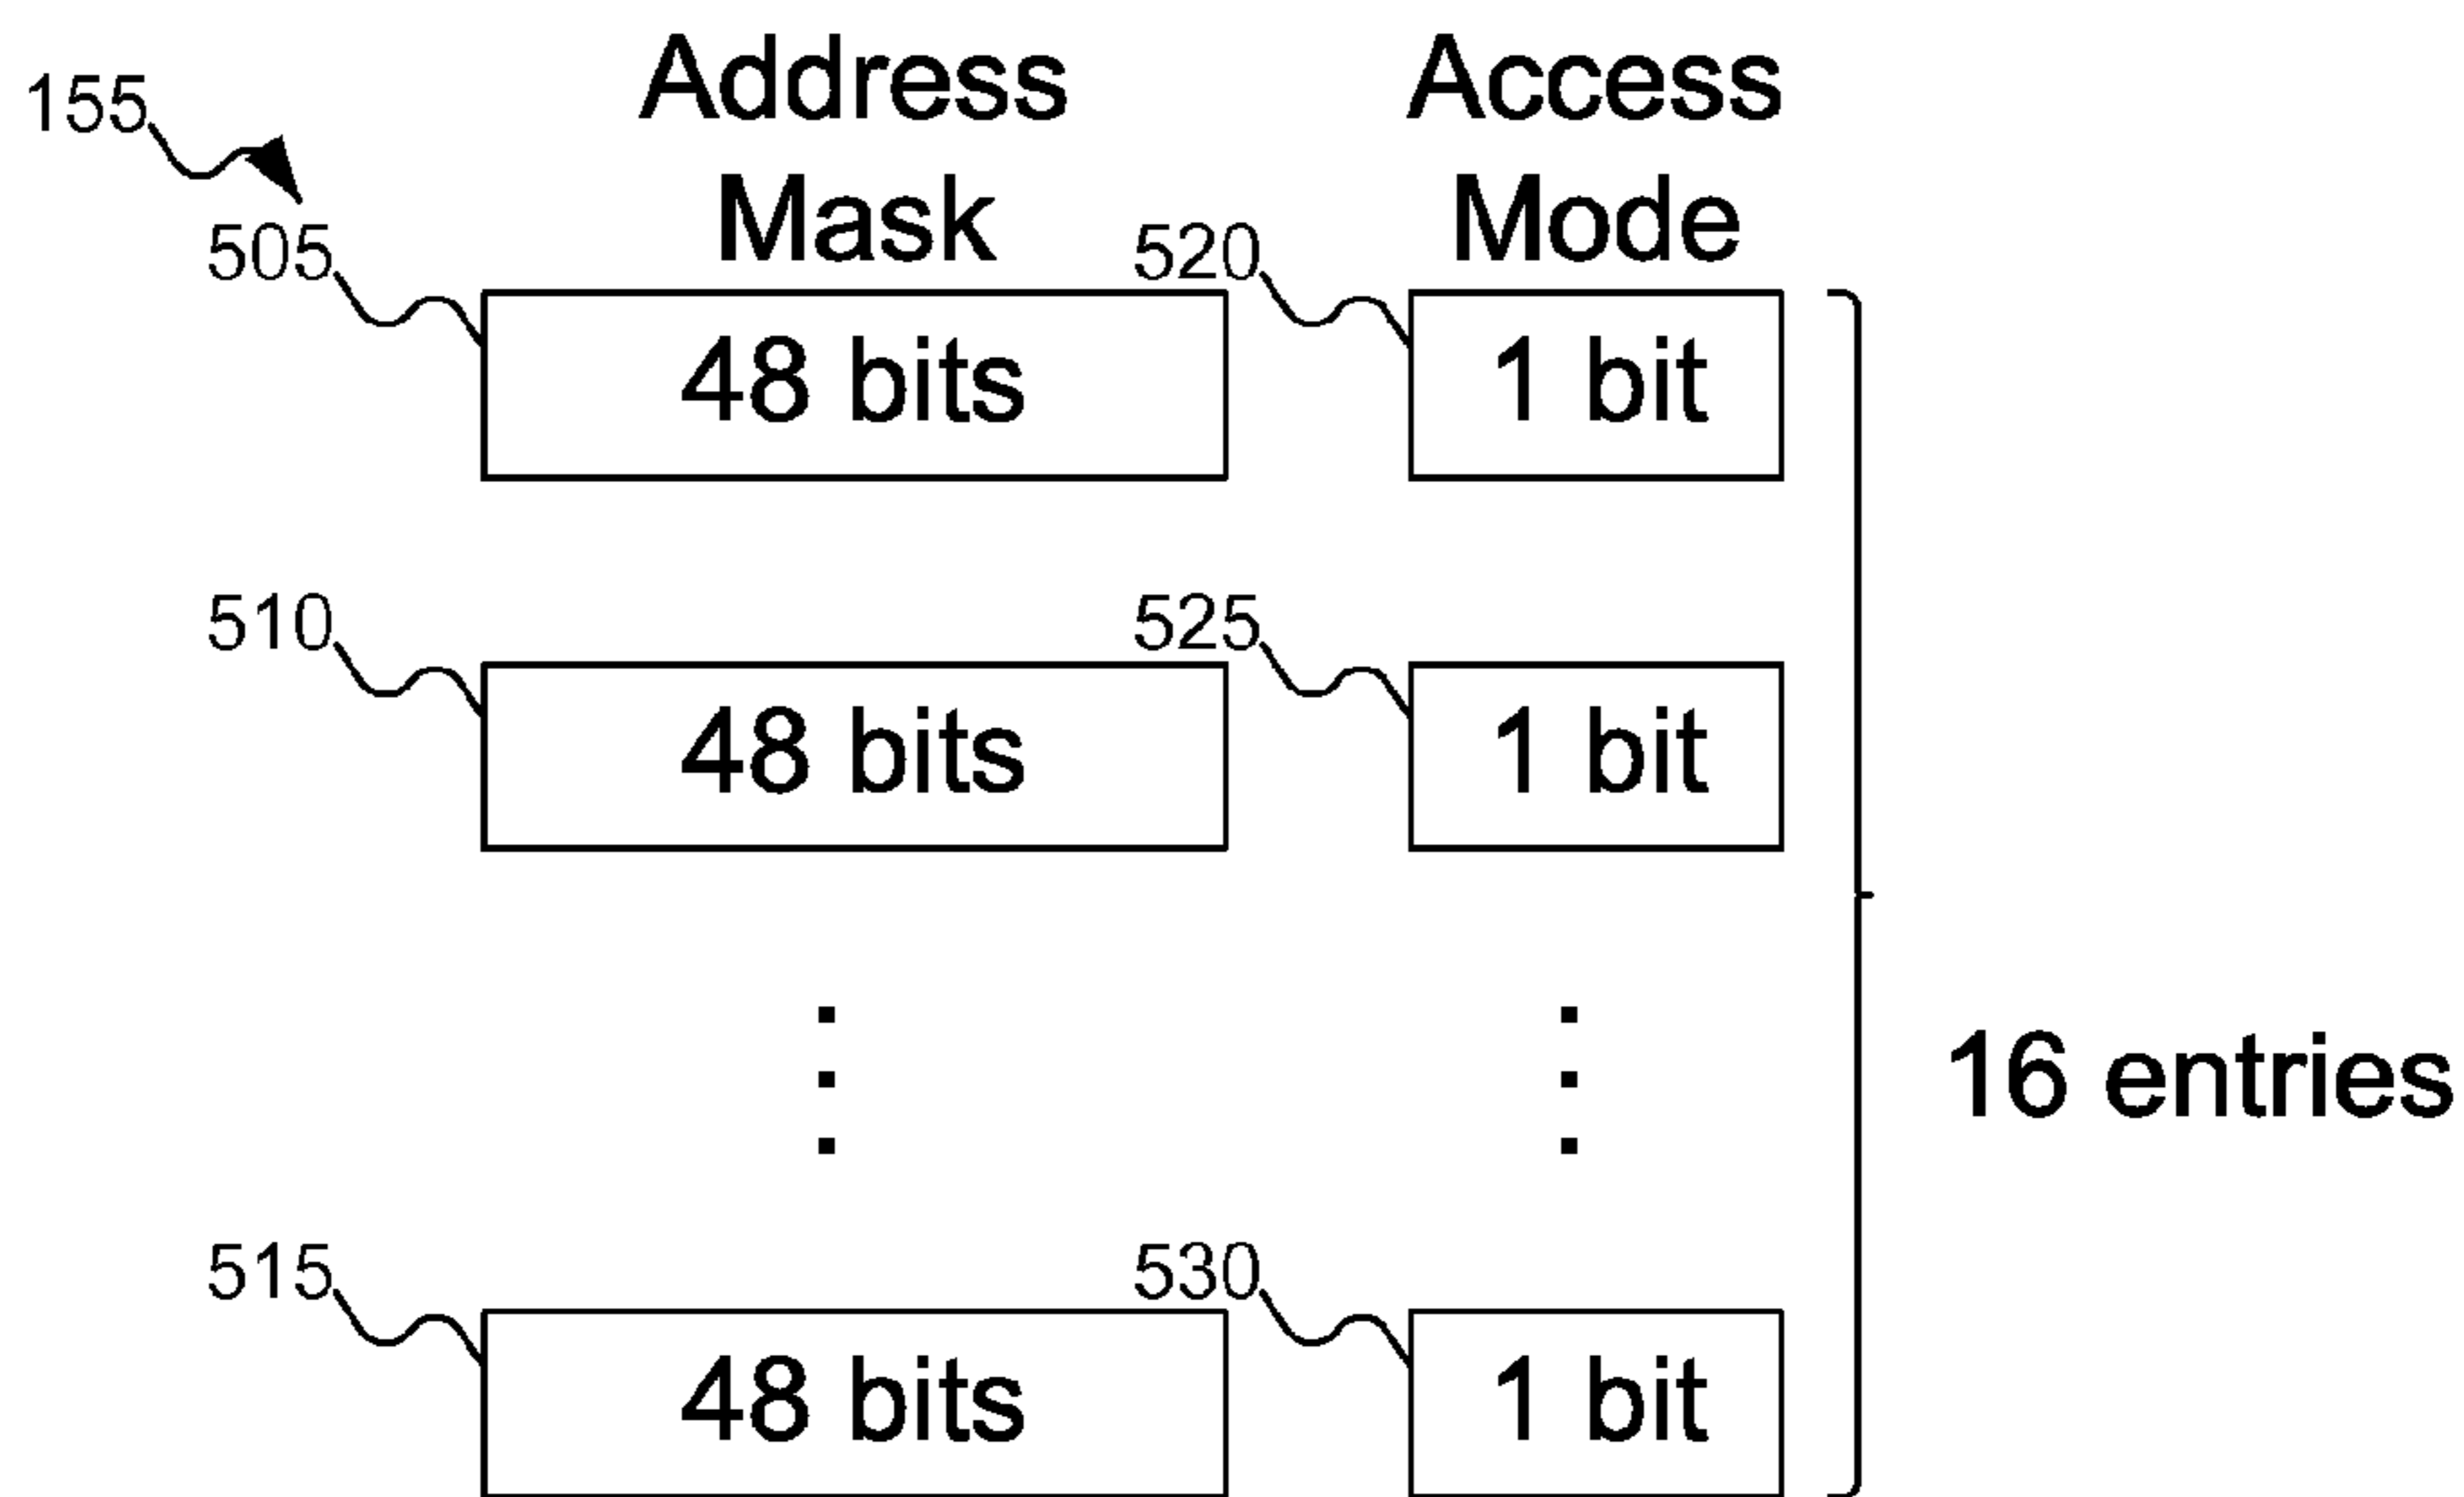 155
Address
Access
Mask
Mode
505
520
48 bits
1 bit
510
525
48 bits
1 bit
16 entries
515
530
48 bits
1 bit